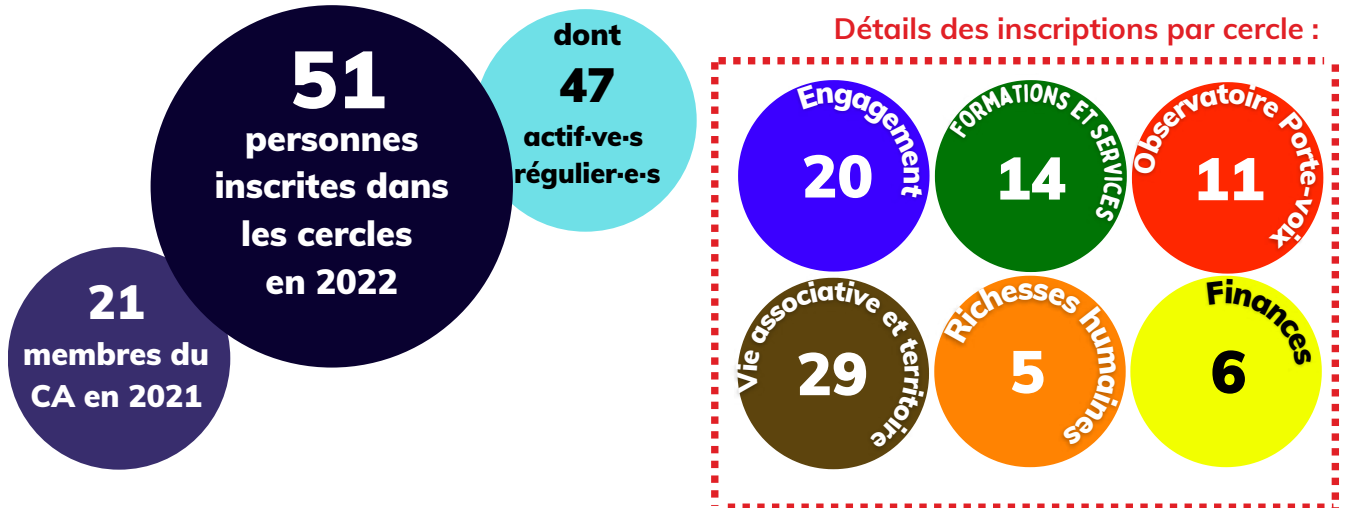 51
personnes
inscrites dans
les cercles
en 2022
dont
47
actif·ve·s
régulier·e·s
21
membres du
CA en 2021
Détails des inscriptions par cercle :
Engagement
20
FORMATIONS ET SERVICES
14
Observatoire Porte-voix
11
Vie associative et territoire
29
Richesses humaines
5
Finances
6